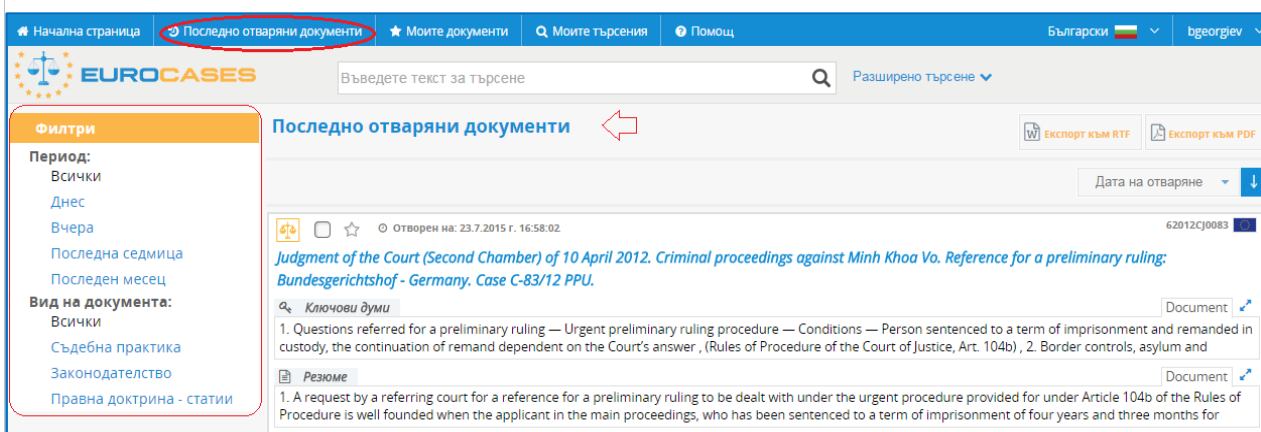 Начална страница
Последно отваряни документи
Моите документи
Моите търсения
Помощ
Български
bgeorgiev
EUROCASES
Въведете текст за търсене
Разширено търсене
Филтри
Период:
Всички
Днес
Вчера
Последна седмица
Последен месец
Вид на документа:
Всички
Съдебна практика
Законодателство
Правна доктрина - статии
Последно отваряни документи
Експорт към RTF
Експорт към PDF
Дата на отваряне
Отворен на: 23.7.2015 г. 16:58:02
62012CJ0083
Judgment of the Court (Second Chamber) of 10 April 2012. Criminal proceedings against Minh Khoa Vo. Reference for a preliminary ruling:
Bundesgerichtshof - Germany. Case C-83/12 PPU.
Ключови думи
Document
1. Questions referred for a preliminary ruling — Urgent preliminary ruling procedure — Conditions — Person sentenced to a term of imprisonment and remanded in
custody, the continuation of remand dependent on the Court's answer , (Rules of Procedure of the Court of Justice, Art. 104b) , 2. Border controls, asylum and
Резюме
Document
1. A request by a referring court for a reference for a preliminary ruling to be dealt with under the urgent procedure provided for under Article 104b of the Rules of
Procedure is well founded when the applicant in the main proceedings, who has been sentenced to a term of imprisonment of four years and three months for